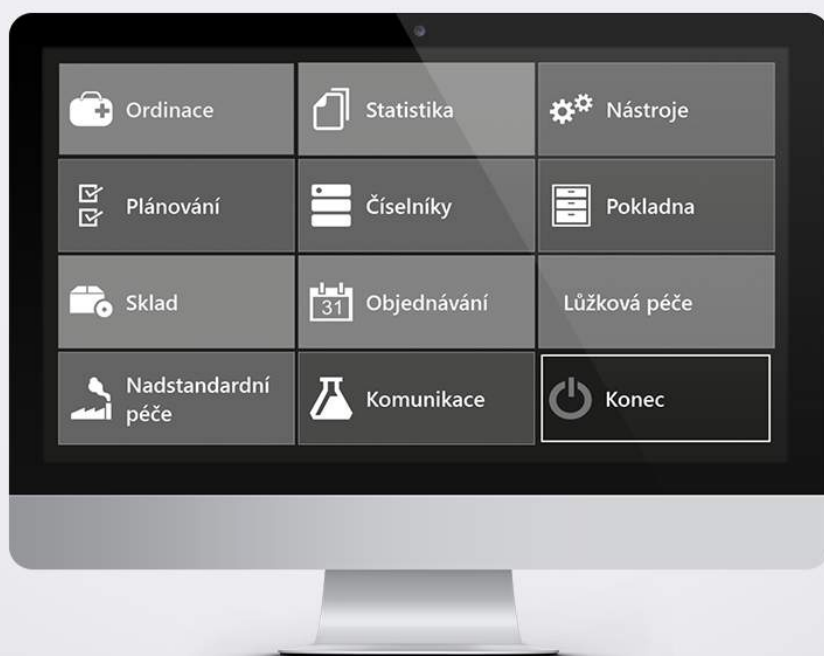 Ordinace
Statistika
Nástroje
Plánování
Číselníky
Pokladna
Sklad
31
Objednávání
Lůžková péče
Nadstandardní
péče
Komunikace
Konec